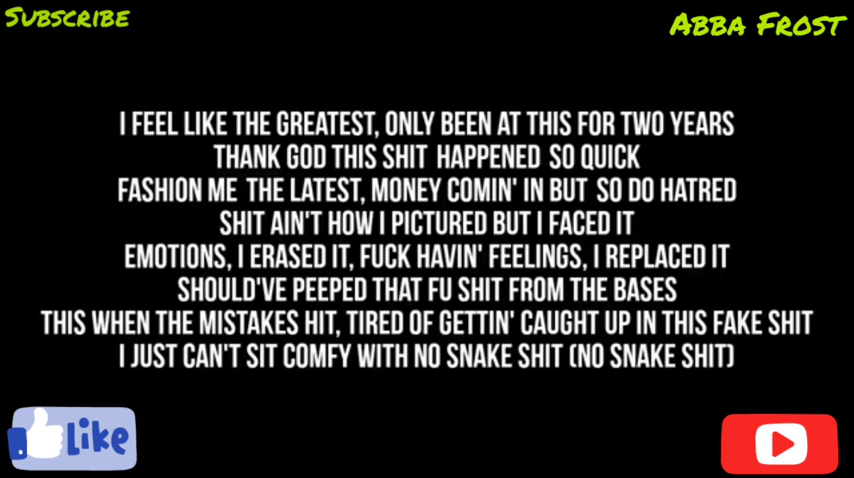 Subscribe
Abba Frost
I FEEL LIKE THE GREATEST, ONLY BEEN AT THIS FOR TWO YEARS
THANK GOD THIS SHIT HAPPENED SO QUICK
FASHION ME THE LATEST, MONEY COMIN' IN BUT SO DO HATRED
SHIT AIN'T HOW I PICTURED BUT I FACED IT
EMOTIONS, I ERASED IT, FUCK HAVIN' FEELINGS, I REPLACED IT
SHOULD'VE PEEPED THAT FU SHIT FROM THE BASES
THIS WHEN THE MISTAKES HIT, TIRED OF GETTIN' CAUGHT UP IN THIS FAKE SHIT
I JUST CAN'T SIT COMFY WITH NO SNAKE SHIT (NO SNAKE SHIT)
Like